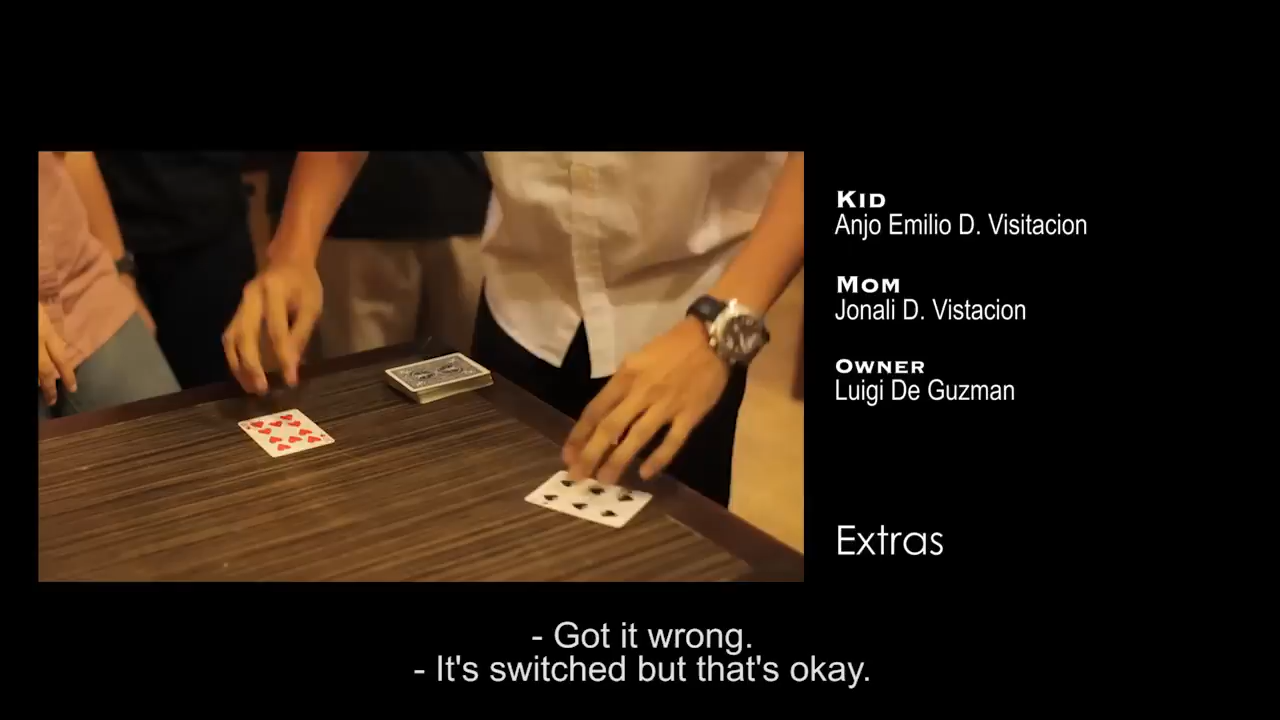 Kid
Anjo Emilio D. Visitacion
Mom
Jonali D. Vistacion
Owner
Luigi De Guzman
Extras
- Got it wrong.
- It's switched but that's okay.